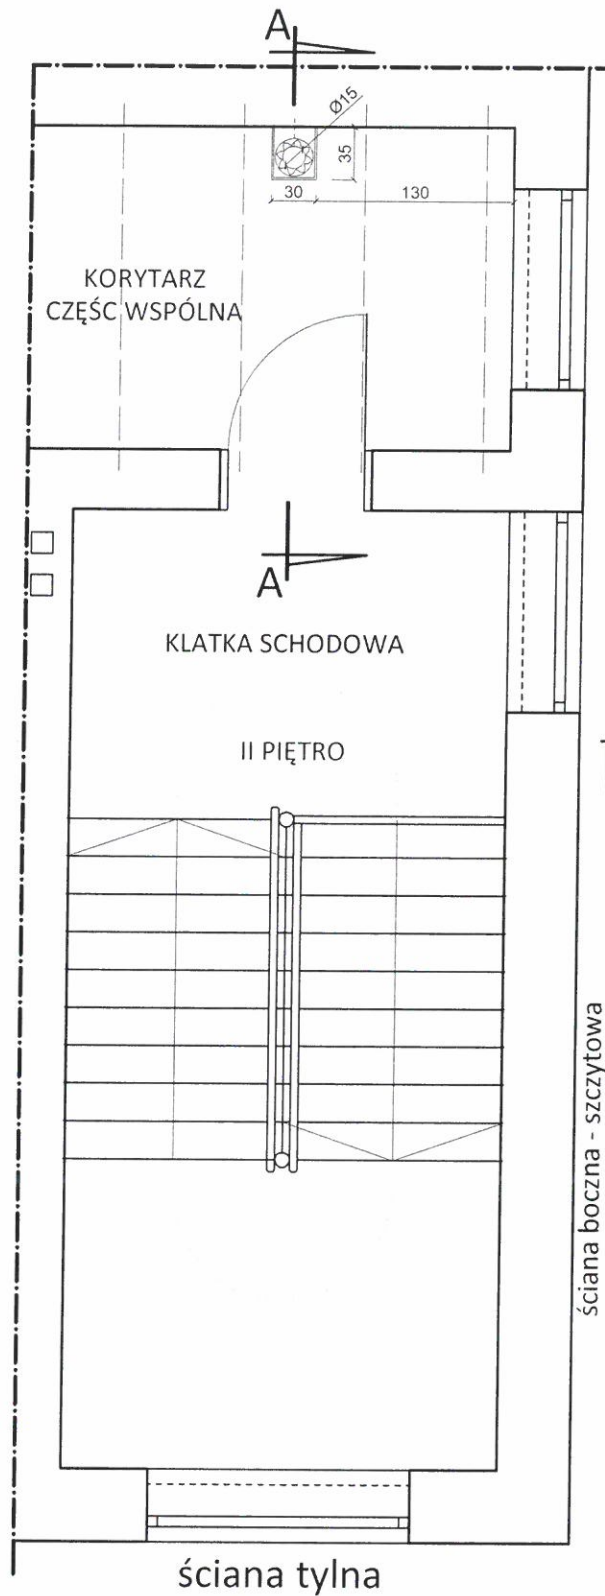 A
Ø15
35
30
130
KORYTARZ
CZĘŚC WSPÓLNA
A
KLATKA SCHODOWA
II PIĘTRO
ściana boczna - szczytowa
ściana tylna